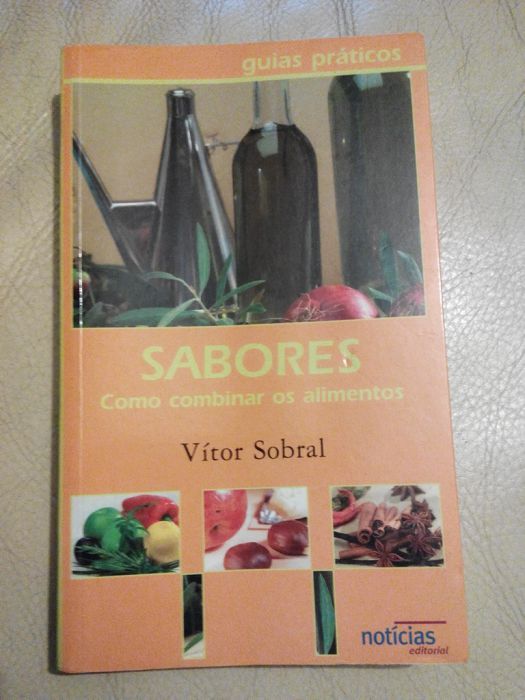 guias práticos
SABORES
Como combinar os alimentos
Vítor Sobral
notícias
editorial